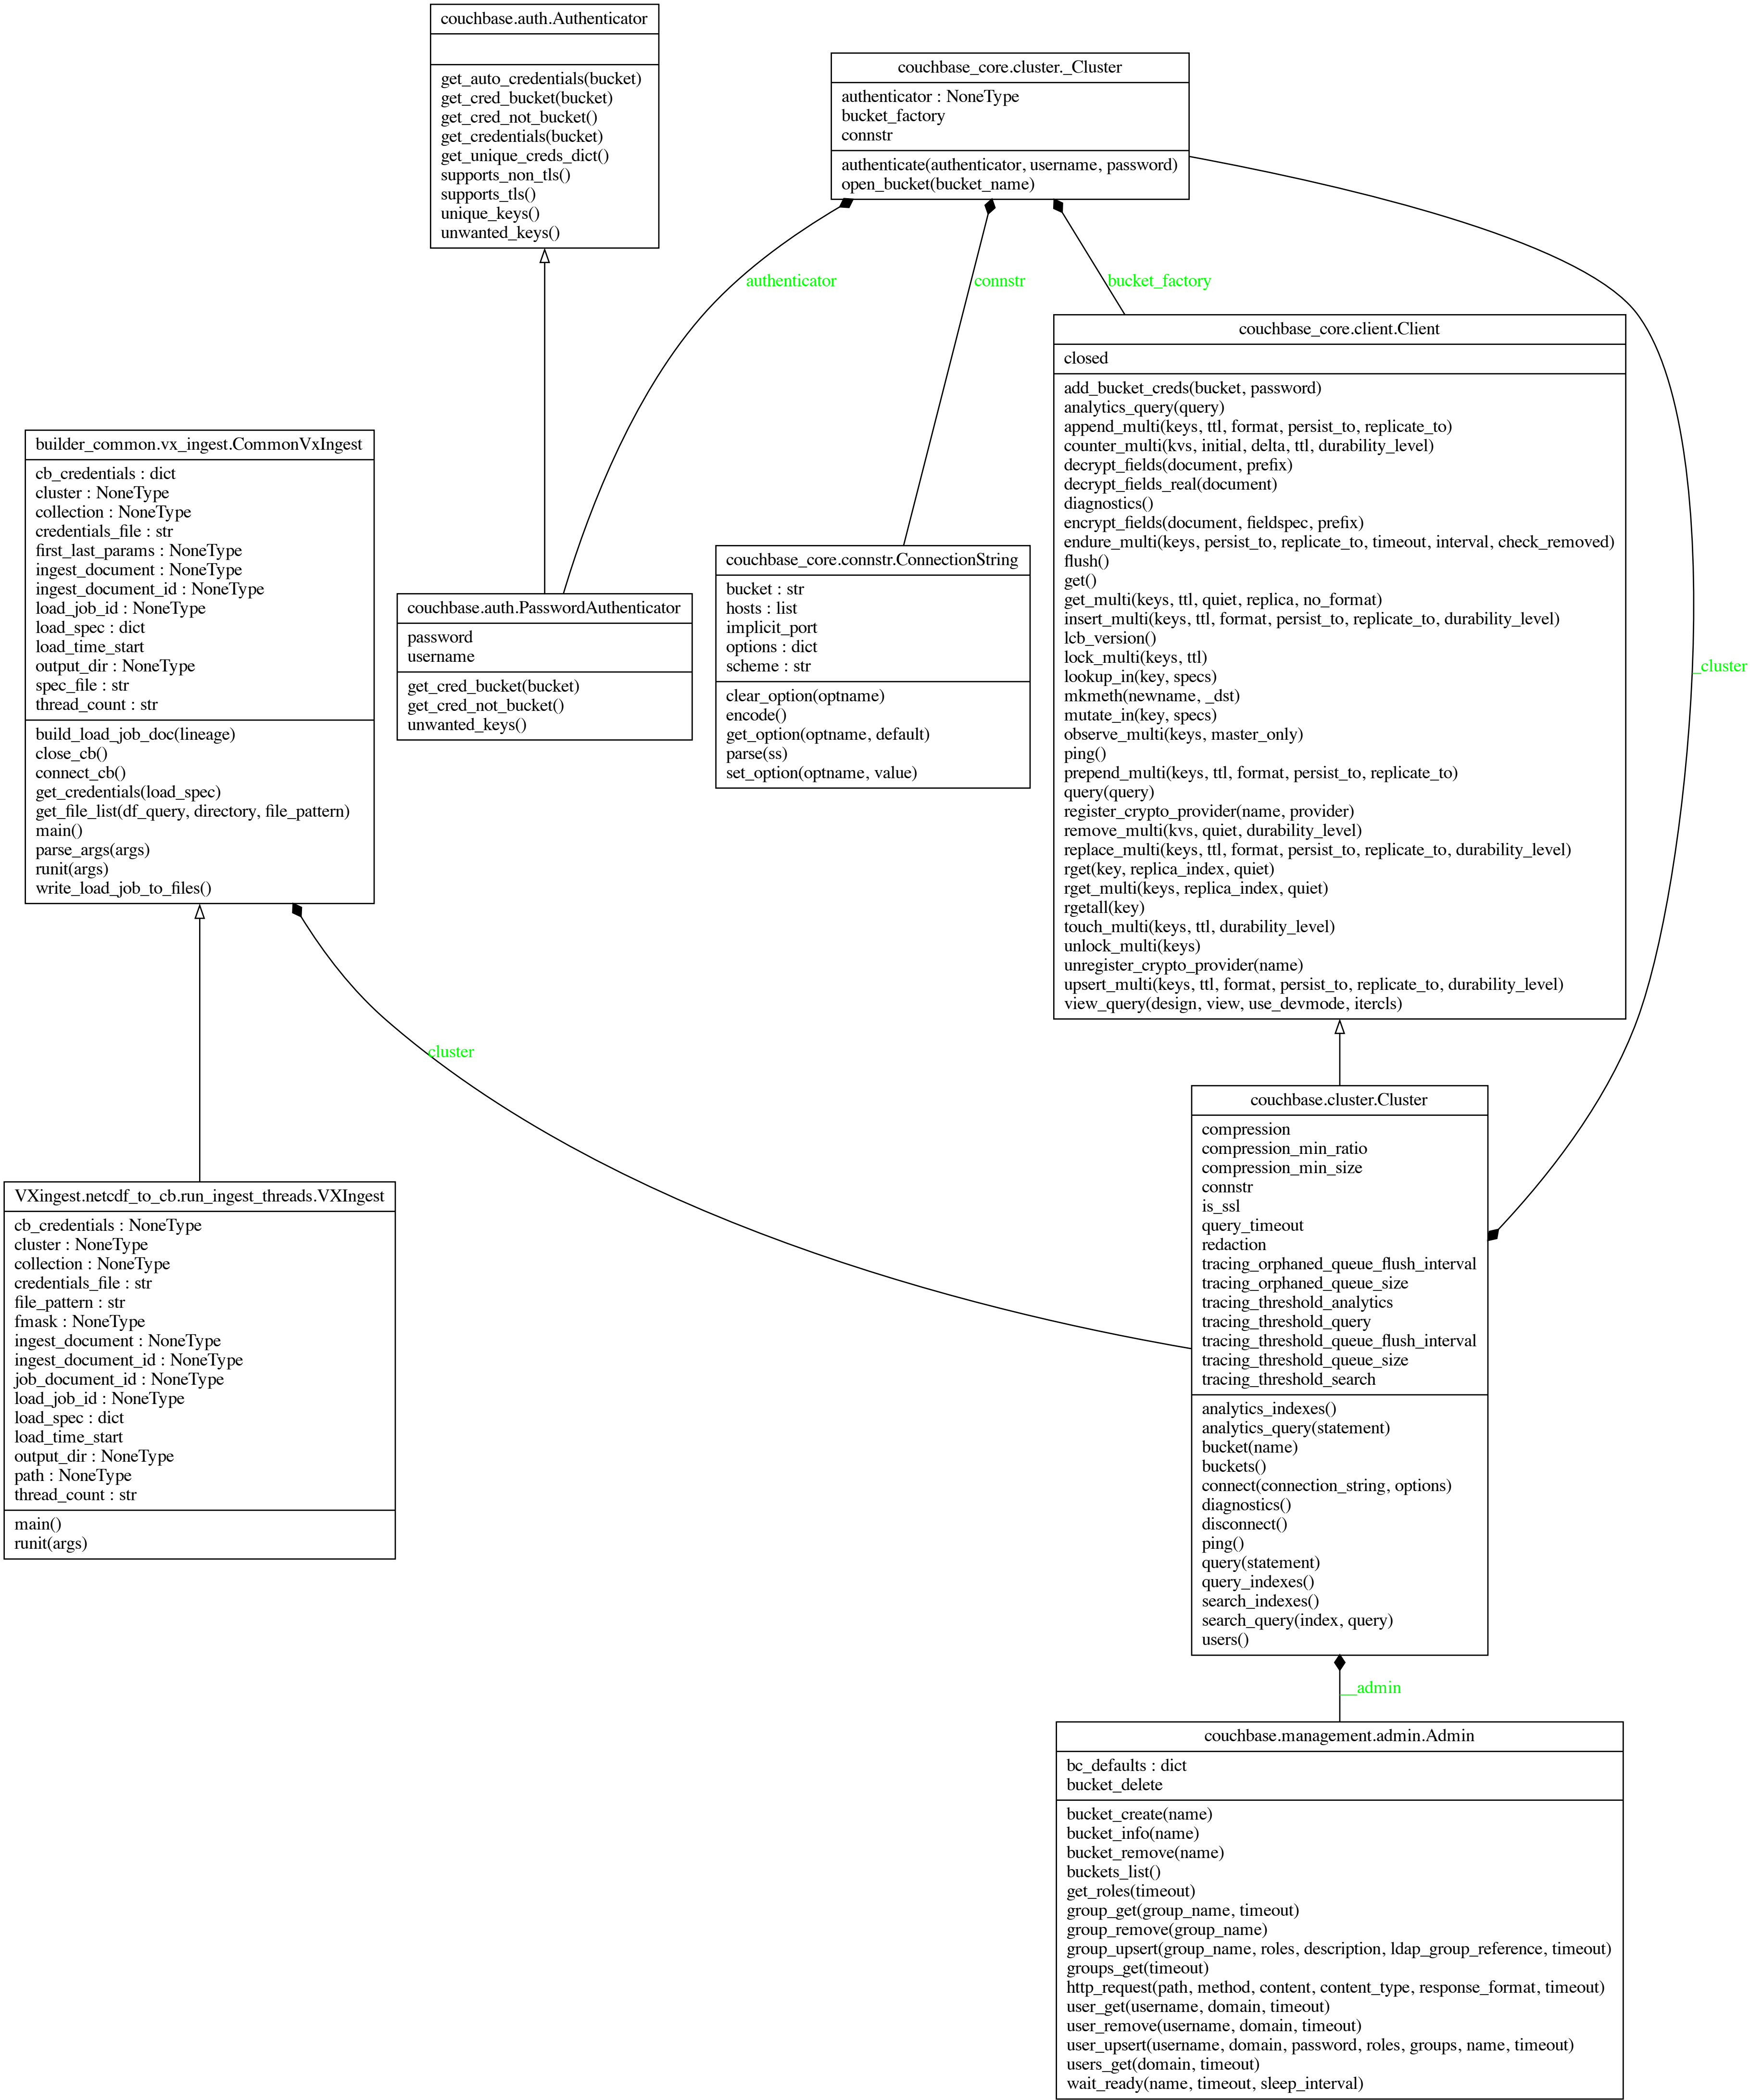 couchbase.auth.Authenticator
get_auto_credentials(bucket)
get_cred_bucket(bucket)
get_cred_not_bucket()
get_credentials(bucket)
get_unique_creds_dict()
supports_non_tls()
supports_tls()
unique_keys()
unwanted_keys()
couchbase_core.cluster._Cluster
authenticator : NoneType
bucket_factory
connstr
authenticate(authenticator, username, password)
open_bucket(bucket_name)
authenticator
connstr
bucket_factory
_cluster
couchbase_core.client.Client
closed
add_bucket_creds(bucket, password)
analytics_query(query)
append_multi(keys, ttl, format, persist_to, replicate_to)
counter_multi(kvs, initial, delta, ttl, durability_level)
decrypt_fields(document, prefix)
decrypt_fields_real(document)
diagnostics()
encrypt_fields(document, fieldspec, prefix)
endure_multi(keys, persist_to, replicate_to, timeout, interval, check_removed)
flush()
get()
get_multi(keys, ttl, quiet, replica, no_format)
insert_multi(keys, ttl, format, persist_to, replicate_to, durability_level)
lcb_version()
lock_multi(keys, ttl)
lookup_in(key, specs)
mkmeth(newname, _dst)
mutate_in(key, specs)
observe_multi(keys, master_only)
ping()
prepend_multi(keys, ttl, format, persist_to, replicate_to)
query(query)
register_crypto_provider(name, provider)
remove_multi(kvs, quiet, durability_level)
replace_multi(keys, ttl, format, persist_to, replicate_to, durability_level)
rget(key, replica_index, quiet)
rget_multi(keys, replica_index, quiet)
rgetall(key)
touch_multi(keys, ttl, durability_level)
unlock_multi(keys)
unregister_crypto_provider(name)
upsert_multi(keys, ttl, format, persist_to, replicate_to, durability_level)
view_query(design, view, use_devmode, itercls)
builder_common.vx_ingest.CommonVxIngest
cb_credentials : dict
cluster : NoneType
collection : NoneType
credentials_file : str
first_last_params : NoneType
ingest_document : NoneType
ingest_document_id : NoneType
load_job_id : NoneType
load_spec : dict
load_time_start
output_dir : NoneType
spec_file : str
thread_count : str
build_load_job_doc(lineage)
close_cb()
connect_cb()
get_credentials(load_spec)
get_file_list(df_query, directory, file_pattern)
main()
parse_args(args)
runit(args)
write_load_job_to_files()
couchbase.auth.PasswordAuthenticator
password
username
get_cred_bucket(bucket)
get_cred_not_bucket()
unwanted_keys()
couchbase_core.connstr.ConnectionString
bucket : str
hosts : list
implicit_port
options : dict
scheme : str
clear_option(optname)
encode()
get_option(optname, default)
parse(ss)
set_option(optname, value)
cluster
VXingest.netcdf_to_cb.run_ingest_threads.VXIngest
cb_credentials : NoneType
cluster : NoneType
collection : NoneType
credentials_file : str
file_pattern : str
fmask : NoneType
ingest_document : NoneType
ingest_document_id : NoneType
job_document_id : NoneType
load_job_id : NoneType
load_spec : dict
load_time_start
output_dir : NoneType
path : NoneType
thread_count : str
main()
runit(args)
couchbase.cluster.Cluster
compression
compression_min_ratio
compression_min_size
connstr
is_ssl
query_timeout
redaction
tracing_orphaned_queue_flush_interval
tracing_orphaned_queue_size
tracing_threshold_analytics
tracing_threshold_query
tracing_threshold_queue_flush_interval
tracing_threshold_queue_size
tracing_threshold_search
analytics_indexes()
analytics_query(statement)
bucket(name)
buckets()
connect(connection_string, options)
diagnostics()
disconnect()
ping()
query(statement)
query_indexes()
search_indexes()
search_query(index, query)
users()
__admin
couchbase.management.admin.Admin
bc_defaults : dict
bucket_delete
bucket_create(name)
bucket_info(name)
bucket_remove(name)
buckets_list()
get_roles(timeout)
group_get(group_name, timeout)
group_remove(group_name)
group_upsert(group_name, roles, description, ldap_group_reference, timeout)
groups_get(timeout)
http_request(path, method, content, content_type, response_format, timeout)
user_get(username, domain, timeout)
user_remove(username, domain, timeout)
user_upsert(username, domain, password, roles, groups, name, timeout)
users_get(domain, timeout)
wait_ready(name, timeout, sleep_interval)